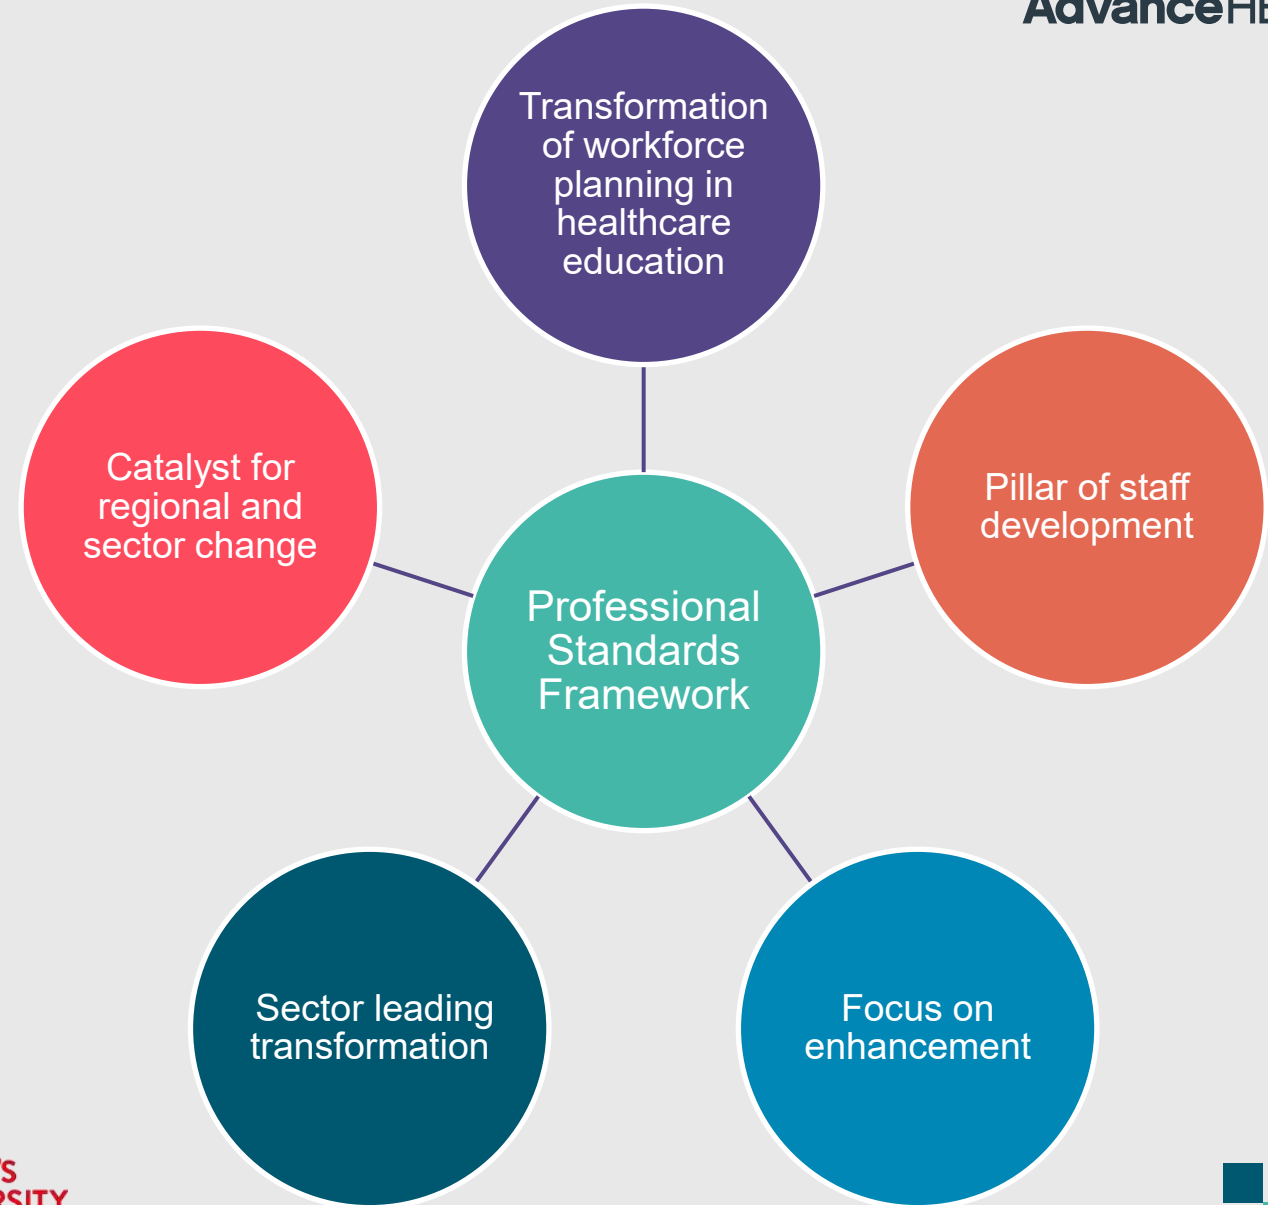 AdvanceHE
Transformation
of workforce
planning in
healthcare
education
Catalyst for
regional and
sector change
Pillar of staff
development
Professional
Standards
Framework
Sector leading
transformation
Focus on
enhancement